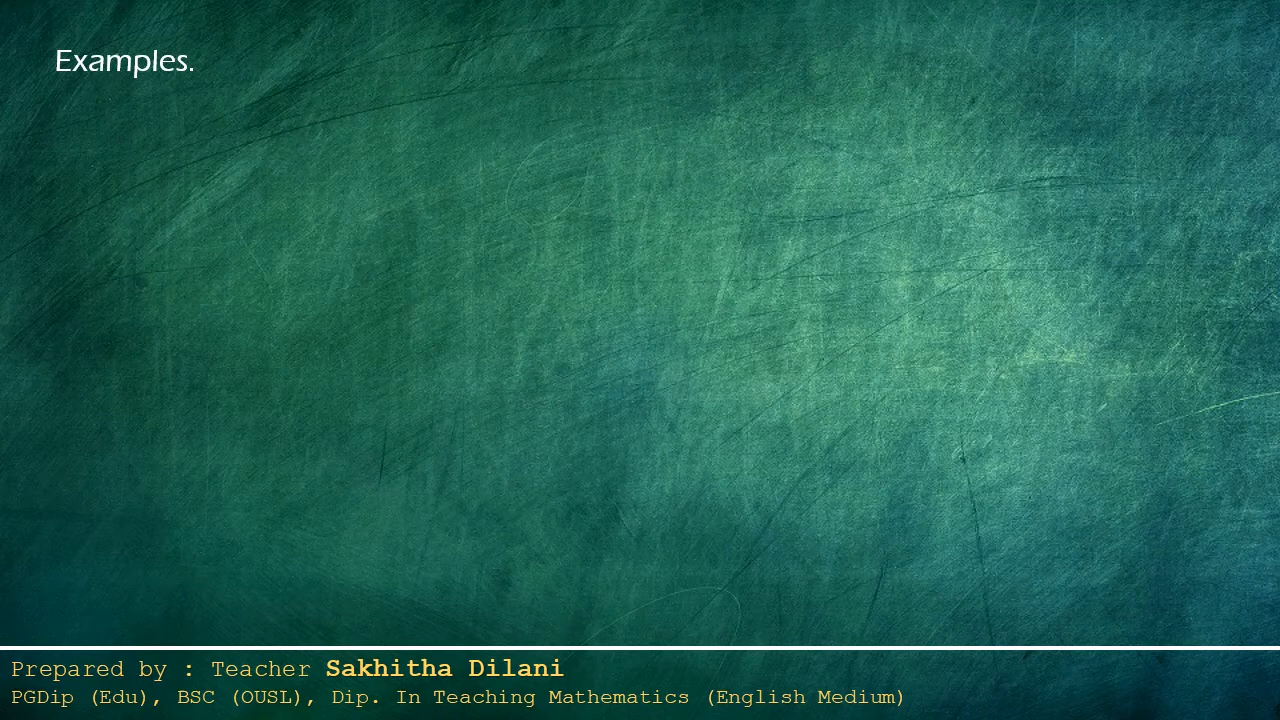 Examples.
Prepared by : Teacher Sakhitha Dilani
PGDip (Edu), BSC (OUSL), Dip. In Teaching Mathematics (English Medium)